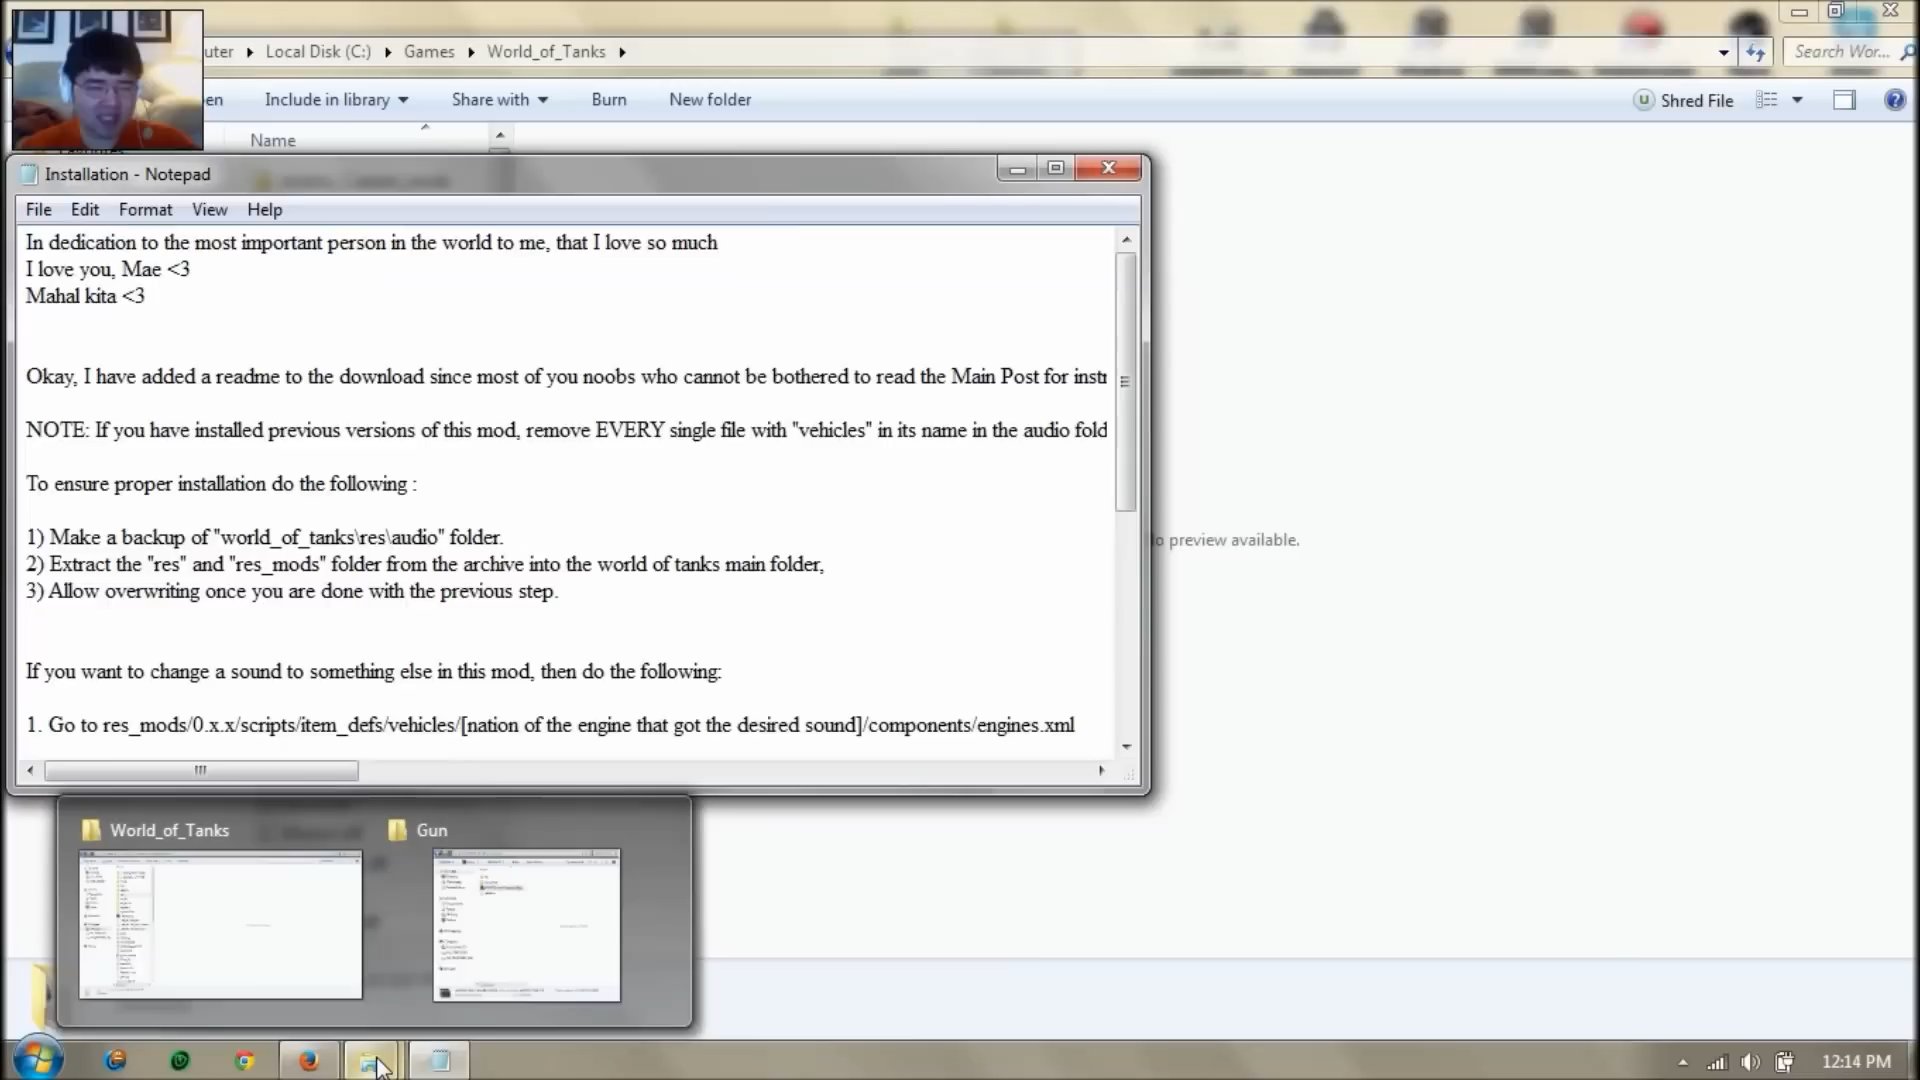 Local Disk (C:) Games World_of_Tanks Search Wor...
Include in library Share with Burn New folder Shred File
Name
Installation - Notepad
File Edit Format View Help
In dedication to the most important person in the world to me, that I love so much
I love you, Mae <3
Mahal kita <3
Okay, I have added a readme to the download since most of you noobs who cannot be bothered to read the Main Post for instr
NOTE: If you have installed previous versions of this mod, remove EVERY single file with "vehicles" in its name in the audio fold
To ensure proper installation do the following :
1) Make a backup of "world_of_tanks\res\audio" folder.
2) Extract the "res" and "res_mods" folder from the archive into the world of tanks main folder,
3) Allow overwriting once you are done with the previous step.
If you want to change a sound to something else in this mod, then do the following:
1. Go to res_mods/0.x.x/scripts/item_defs/vehicles/[nation of the engine that got the desired sound]/components/engines.xml
preview available.
World_of_Tanks Gun
12:14 PM